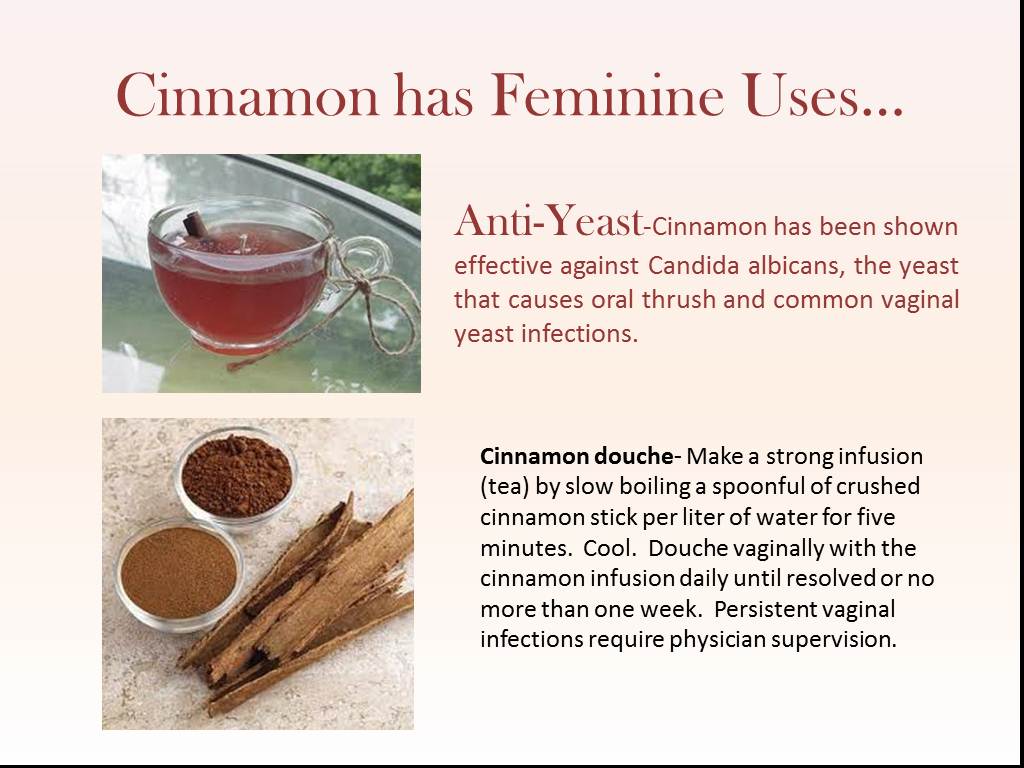 Cinnamon has Feminine Uses...
Anti-Yeast-Cinnamon has been shown
effective against Candida albicans, the yeast
that causes oral thrush and common vaginal
yeast infections.
Cinnamon douche- Make a strong infusion
(tea) by slow boiling a spoonful of crushed
cinnamon stick per liter of water for five
minutes.  Cool.  Douche vaginally with the
cinnamon infusion daily until resolved or no
more than one week.  Persistent vaginal
infections require physician supervision.